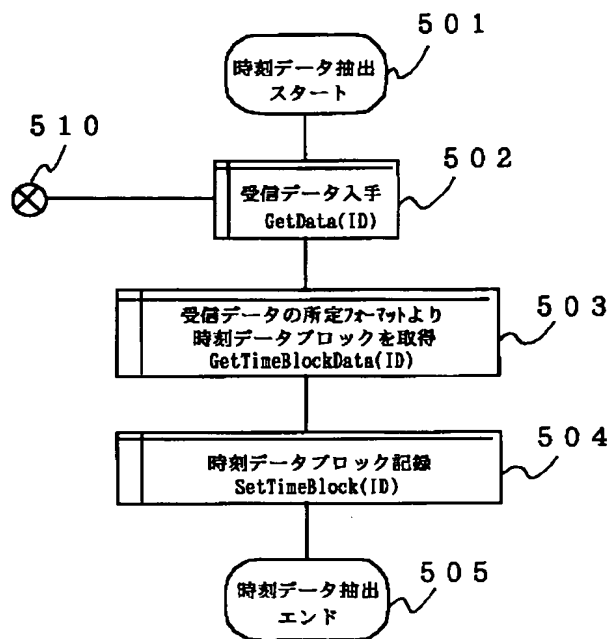 ５０１
時刻データ抽出
スタート
５１０
５０２
受信データ入手
GetData(ID)
５０３
受信データの所定ﾌｫｰﾏｯﾄより
時刻データブロックを取得
GetTimeBlockData(ID)
５０４
時刻データブロック記録
SetTimeBlock(ID)
５０５
時刻データ抽出
エンド